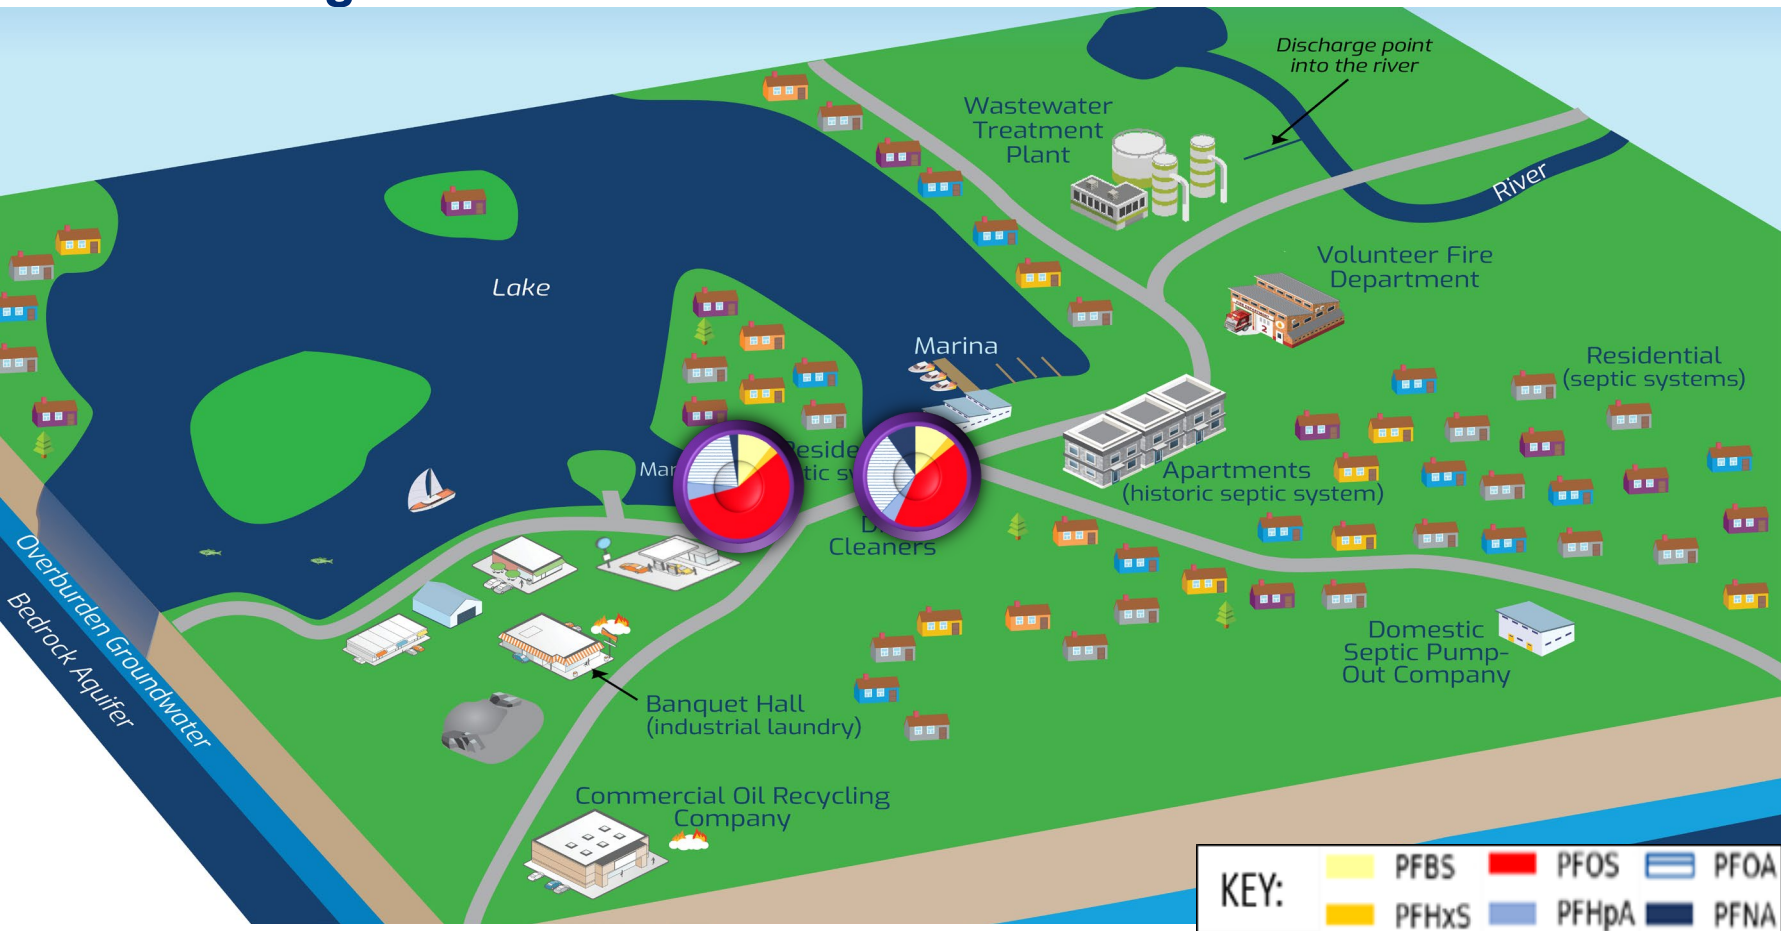 Discharge point
into the river
Wastewater
Treatment
Plant
River
Volunteer Fire
Department
Lake
Marina
Residential
(septic systems)
Apartments
(historic septic system)
Cleaners
Overburden Groundwater
Bedrock Aquifer
Domestic
Septic Pump-
Out Company
Banquet Hall
(industrial laundry)
Commercial Oil Recycling
Company
KEY:
PFBS
PFOS
PFOA
PFHxS
PFHpA
PFNA